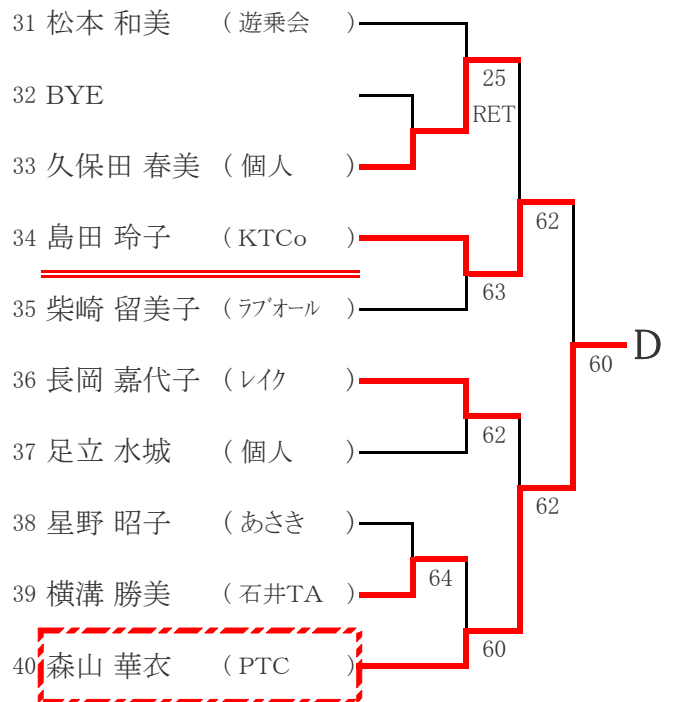 31 松本 和美 (遊乗会)
25
32 BYE
RET
33 久保田 春美 (個人)
62
34 島田 玲子 (KTCo)
63
35 柴崎 留美子 (ラブオール)
D
60
36 長岡 嘉代子 (レイク)
62
37 足立 水城 (個人)
62
38 星野 昭子 (あさき)
64
39 横溝 勝美 (石井TA)
60
40 森山 華衣 (PTC)